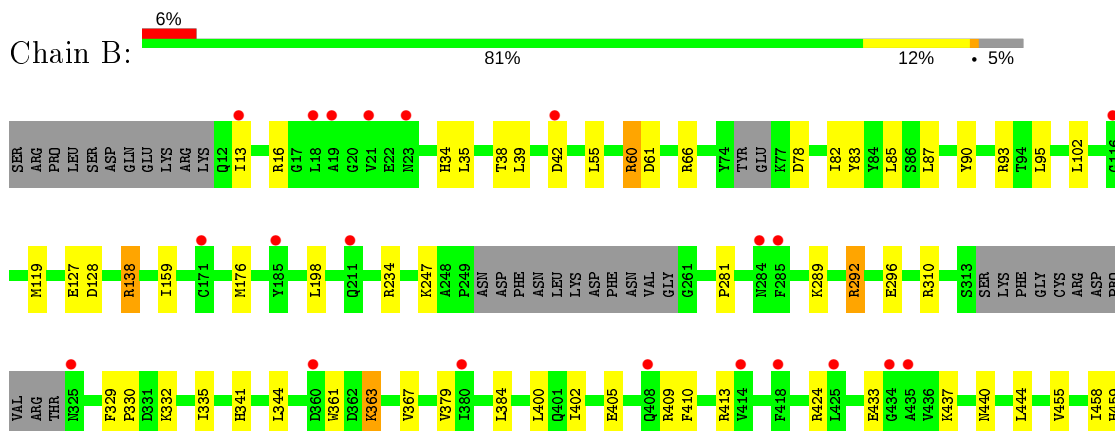 6%
Chain B:
81% 12% • 5%
SER ARG PRO LEU SER ASP GLN GLU LYS ARG LYS Q12 I13 R16 G17 L18 A19 G20 V21 E22 N23 H34 L35 T38 L39 D42 L55 R60 D61 R66 Y74 TYR GLU K77 D78 I82 Y83 Y84 L85 S86 L87 Y90 R93 T94 L95 L102 G116
M119 E127 D128 R138 I159 C171 M176 Y185 L198 Q211 R234 K247 A248 P249 ASN ASP PHE ASN LEU LYS ASP PHE ASN VAL GLY G261 P281 N284 F285 K289 R292 E296 R310 S313 SER LYS PHE GLY CYS ARG ASP PRO
VAL ARG THR N325 F329 P330 D331 K332 I335 H341 L344 D360 W361 D362 K363 V367 V379 I380 L384 L400 Q401 I402 E405 Q408 R409 F410 R413 V414 F418 R424 L425 E433 G434 A435 V436 K437 N440 L444 V455 I458